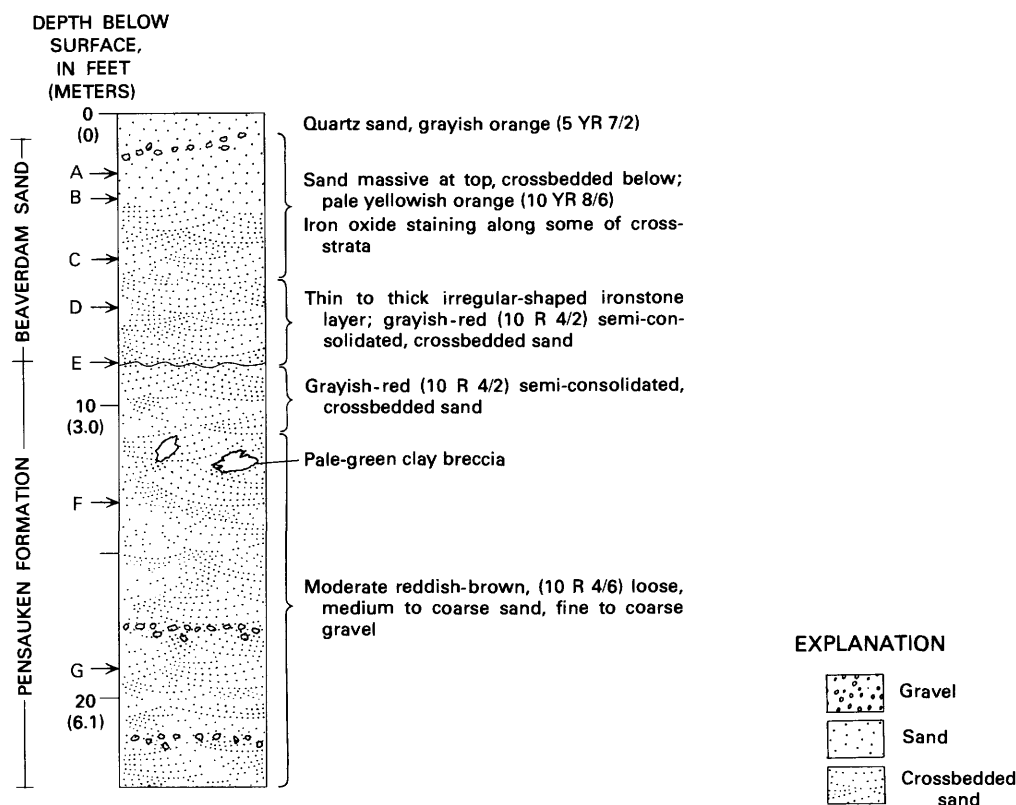 DEPTH BELOW
SURFACE,
IN FEET
(METERS)
0
(0)
Quartz sand, grayish orange (5 YR 7/2)
BEAVERDAM SAND
A
B
C
D
E
Sand massive at top, crossbedded below;
pale yellowish orange (10 YR 8/6)
Iron oxide staining along some of cross-
strata
Thin to thick irregular-shaped ironstone
layer; grayish-red (10 R 4/2) semi-con-
solidated, crossbedded sand
PENSAUKEN FORMATION
10
(3.0)
Grayish-red (10 R 4/2) semi-consolidated,
crossbedded sand
Pale-green clay breccia
F
Moderate reddish-brown, (10 R 4/6) loose,
medium to coarse sand, fine to coarse
gravel
G
20
(6.1)
EXPLANATION
Gravel
Sand
Crossbedded
sand